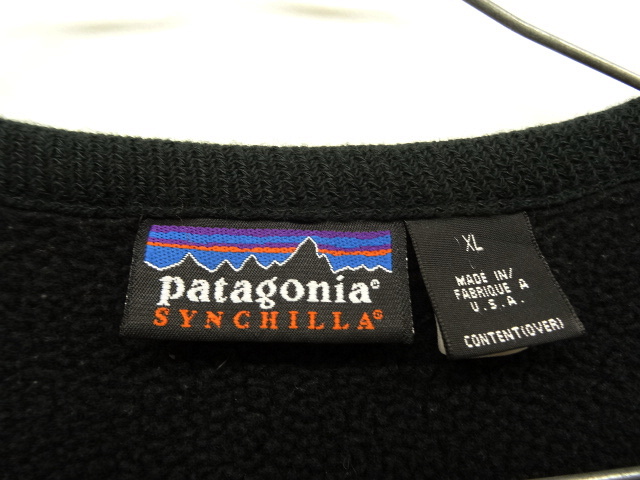 patagonia®
SYNCHILLA®
XL
MADE IN/
FABRIQUE A
U.S.A.
CONTENT(OVER)